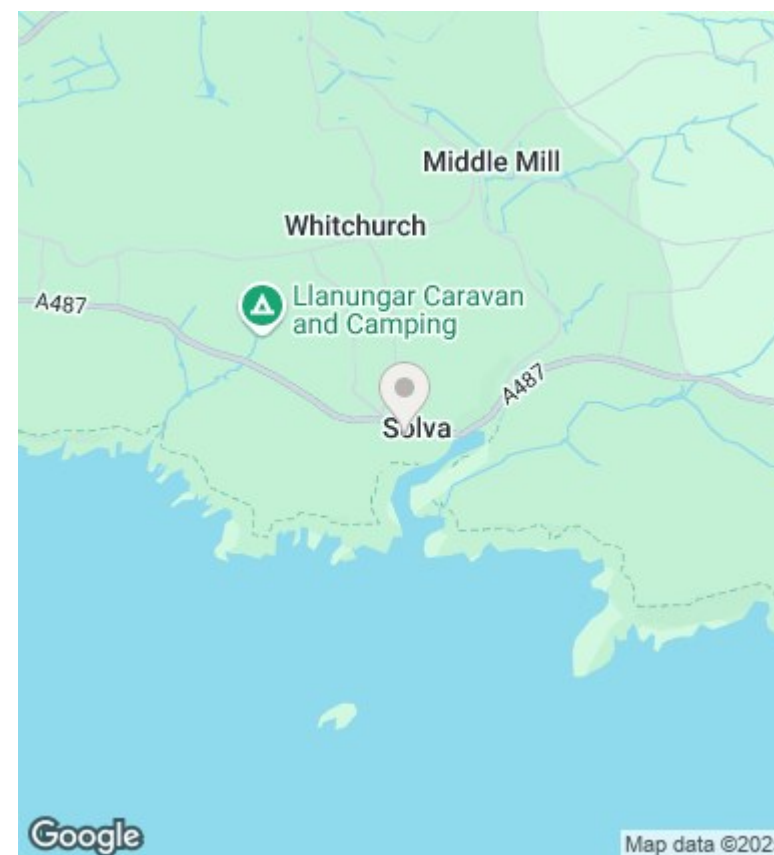 Middle Mill
Whitchurch
A487
Llanungar Caravan
and Camping
A487
Solva
Google
Map data ©202